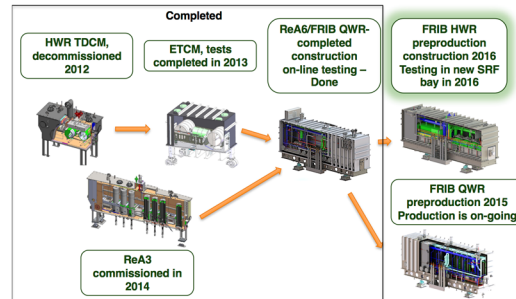 Completed
HWR TDCM,
decommissioned
2012
ETCM, tests
completed in 2013
ReA6/FRIB QWR-
completed
construction
on-line testing –
Done
FRIB HWR
preproduction
construction 2016
Testing in new SRF
bay in 2016
ReA3
commissioned in
2014
FRIB QWR
preproduction 2015
Production is on-going